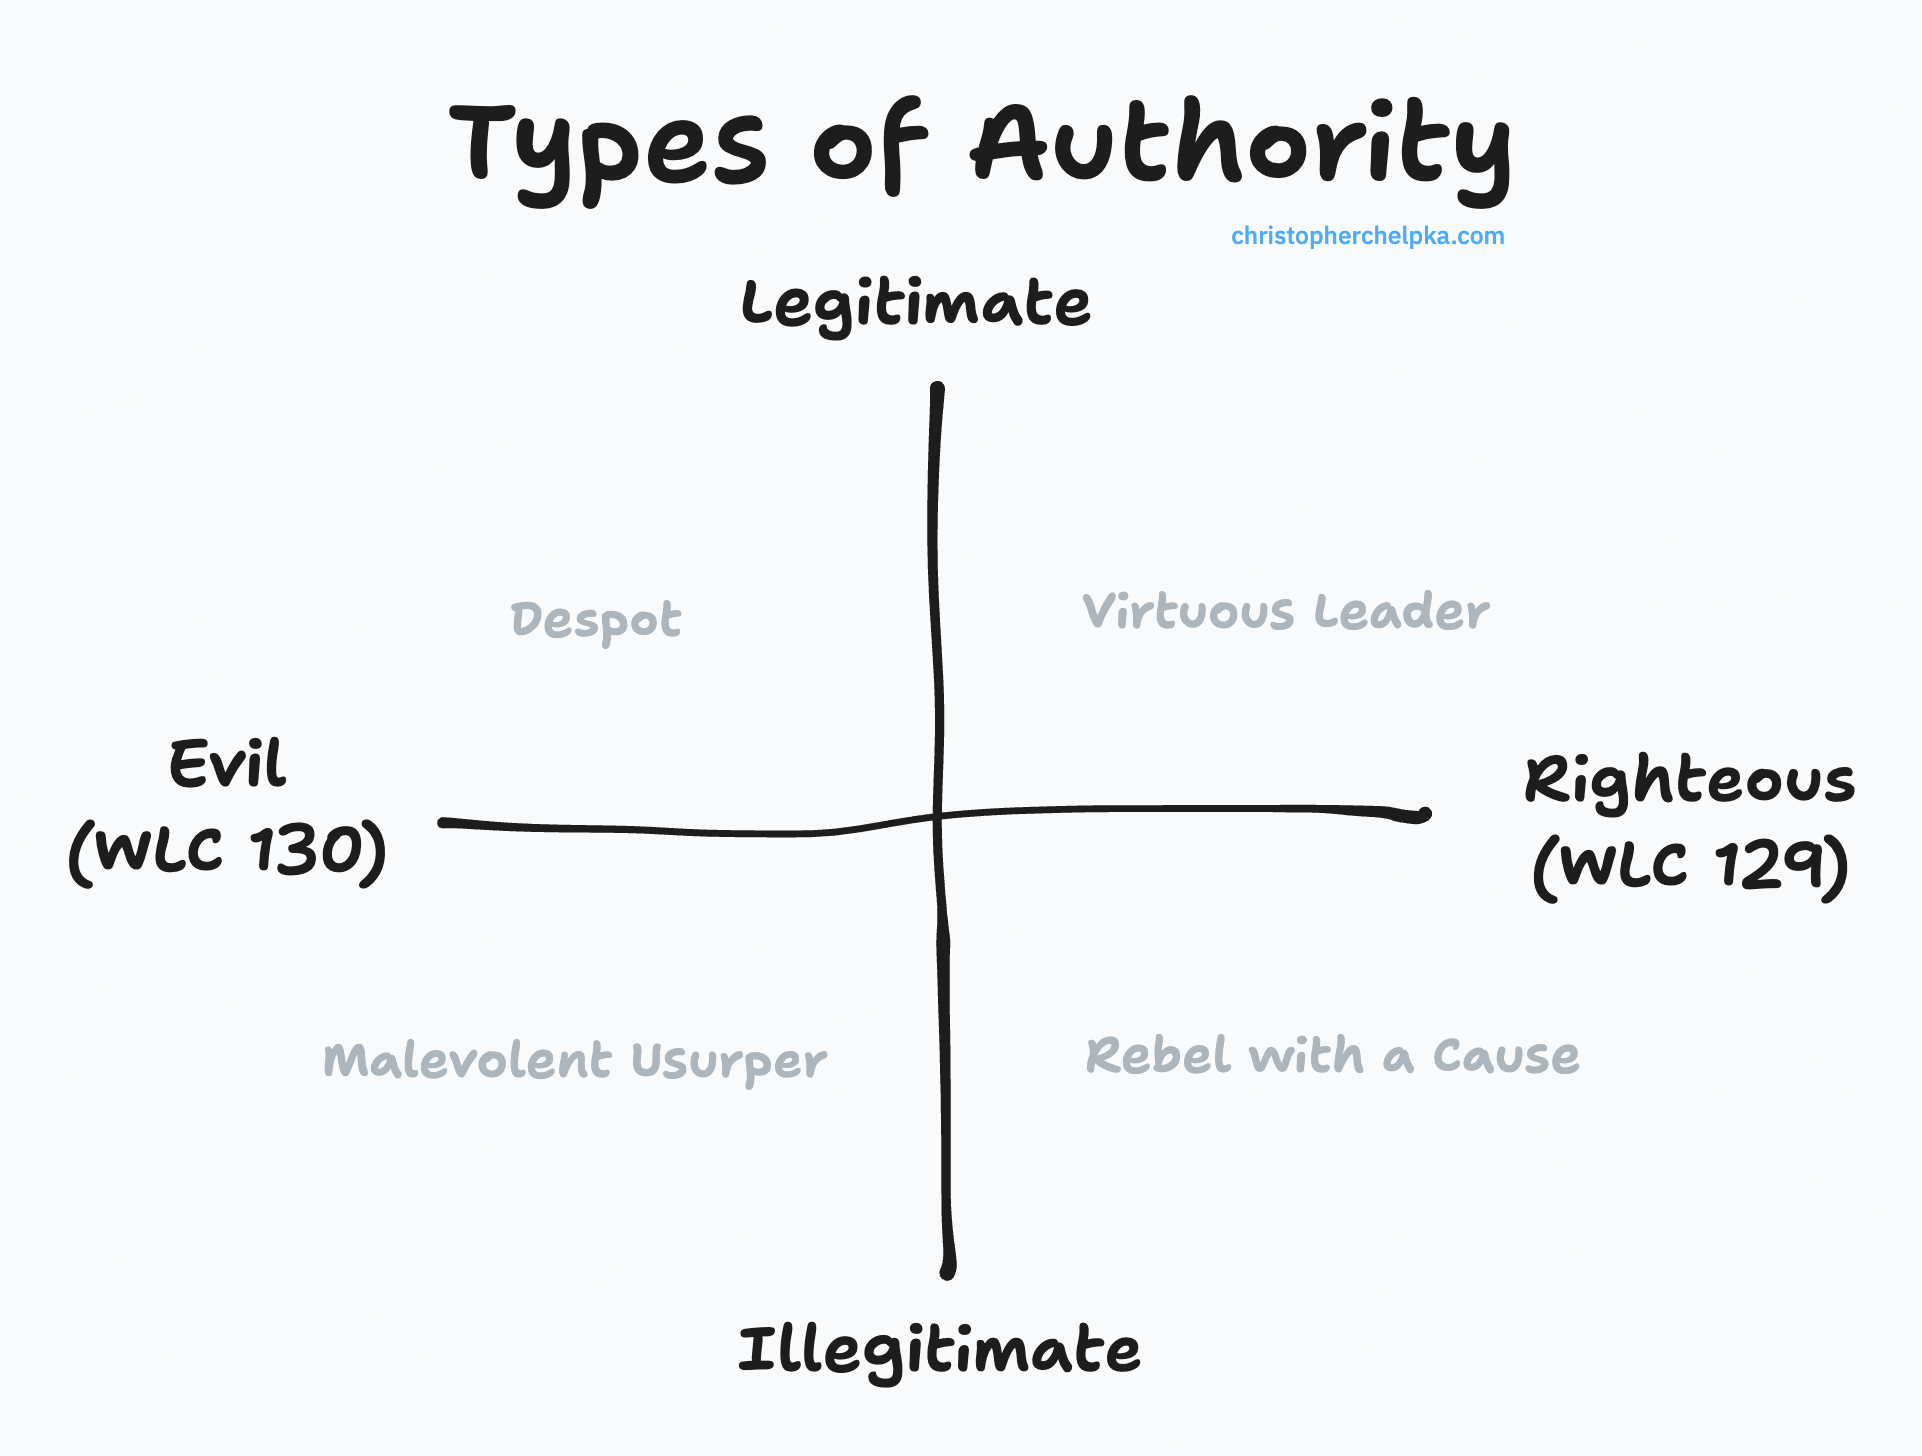 Types of Authority
christopherchelpka.com
Legitimate
Despot
Virtuous Leader
Evil
(WLC 130)
Righteous
(WLC 129)
Malevolent Usurper
Rebel with a Cause
Illegitimate